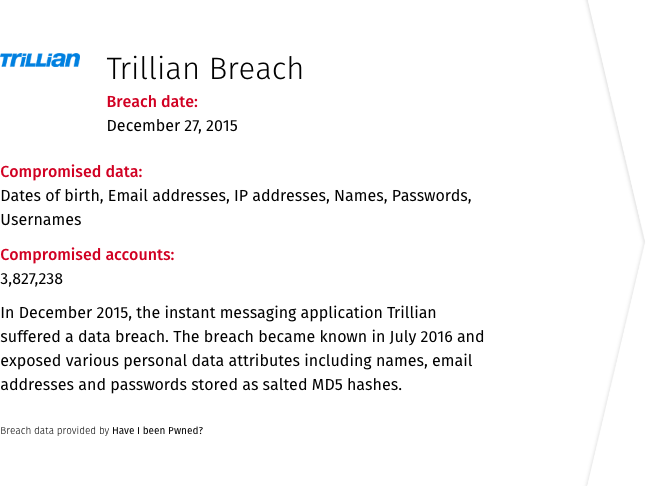 TRiLLiAn
Trillian Breach
Breach date:
December 27, 2015
Compromised data:
Dates of birth, Email addresses, IP addresses, Names, Passwords,
Usernames
Compromised accounts:
3,827,238
In December 2015, the instant messaging application Trillian
suffered a data breach. The breach became known in July 2016 and
exposed various personal data attributes including names, email
addresses and passwords stored as salted MD5 hashes.
Breach data provided by Have I been Pwned?